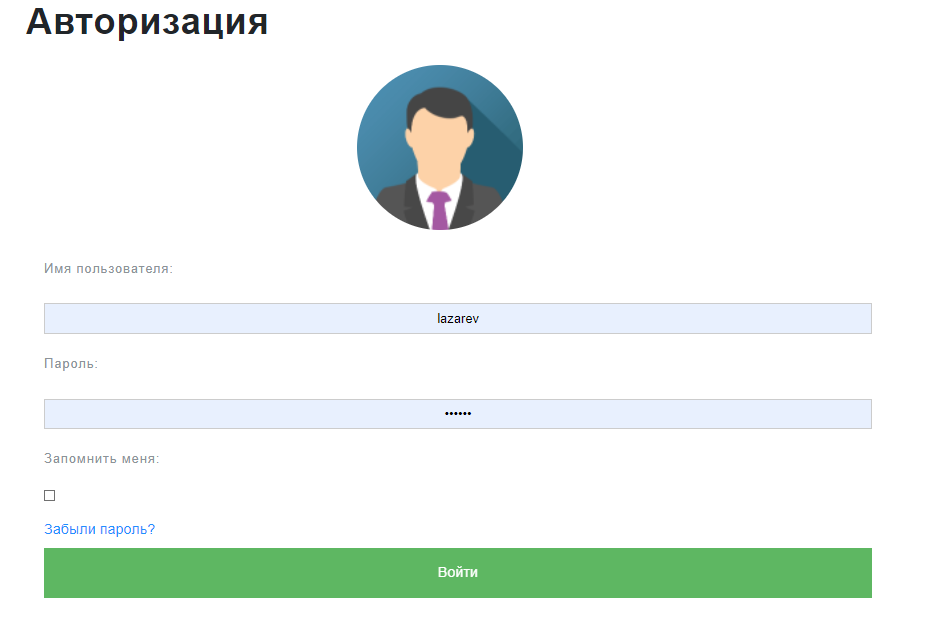 Авторизация
Имя пользователя:
lazarev
Пароль:
••••••
Запомнить меня:
Забыли пароль?
Войти